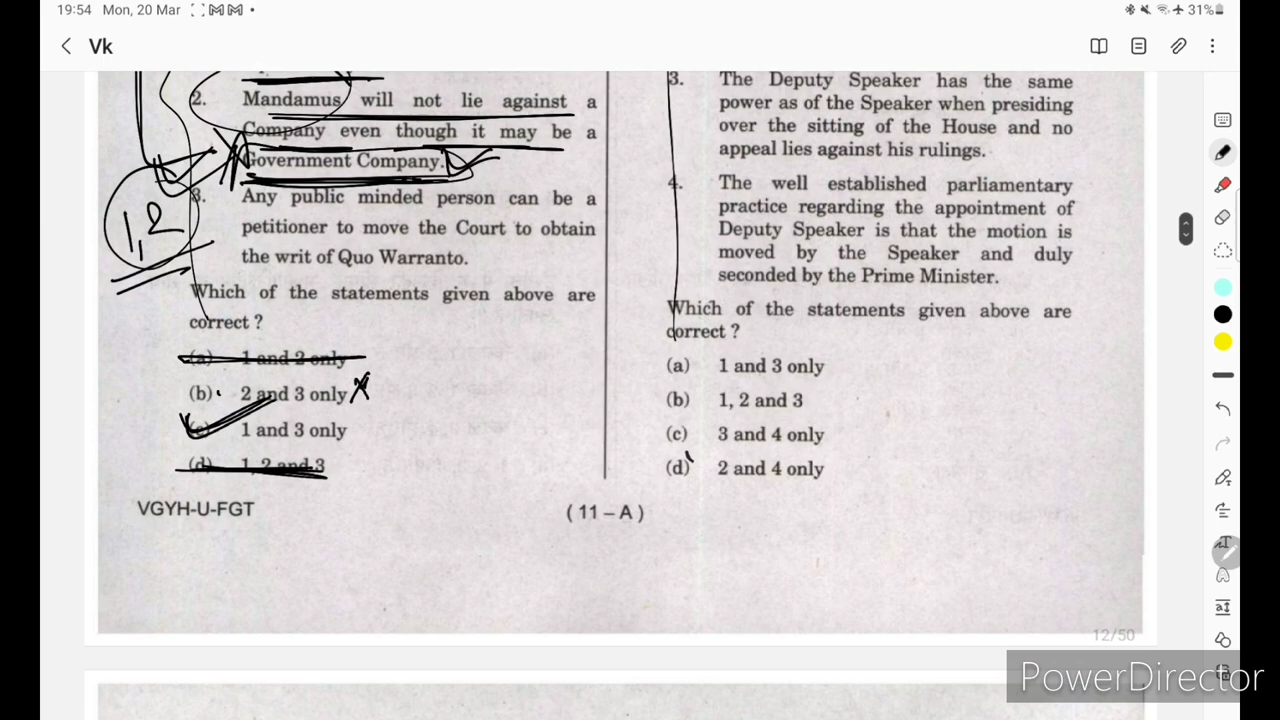 19:54 Mon, 20 Mar
31%
Vk
2. Mandamus will not lie against a
Company even though it may be a
Government Company.
3. Any public minded person can be a
petitioner to move the Court to obtain
the writ of Quo Warranto.
Which of the statements given above are
correct ?
(a) 1 and 2 only
(b) 2 and 3 only
(c) 1 and 3 only
(d) 1, 2 and 3
1,2
VGYH-U-FGT
( 11 – A )
3. The Deputy Speaker has the same
power as of the Speaker when presiding
over the sitting of the House and no
appeal lies against his rulings.
4. The well established parliamentary
practice regarding the appointment of
Deputy Speaker is that the motion is
moved by the Speaker and duly
seconded by the Prime Minister.
Which of the statements given above are
correct ?
(a) 1 and 3 only
(b) 1, 2 and 3
(c) 3 and 4 only
(d) 2 and 4 only
12/50
PowerDirector